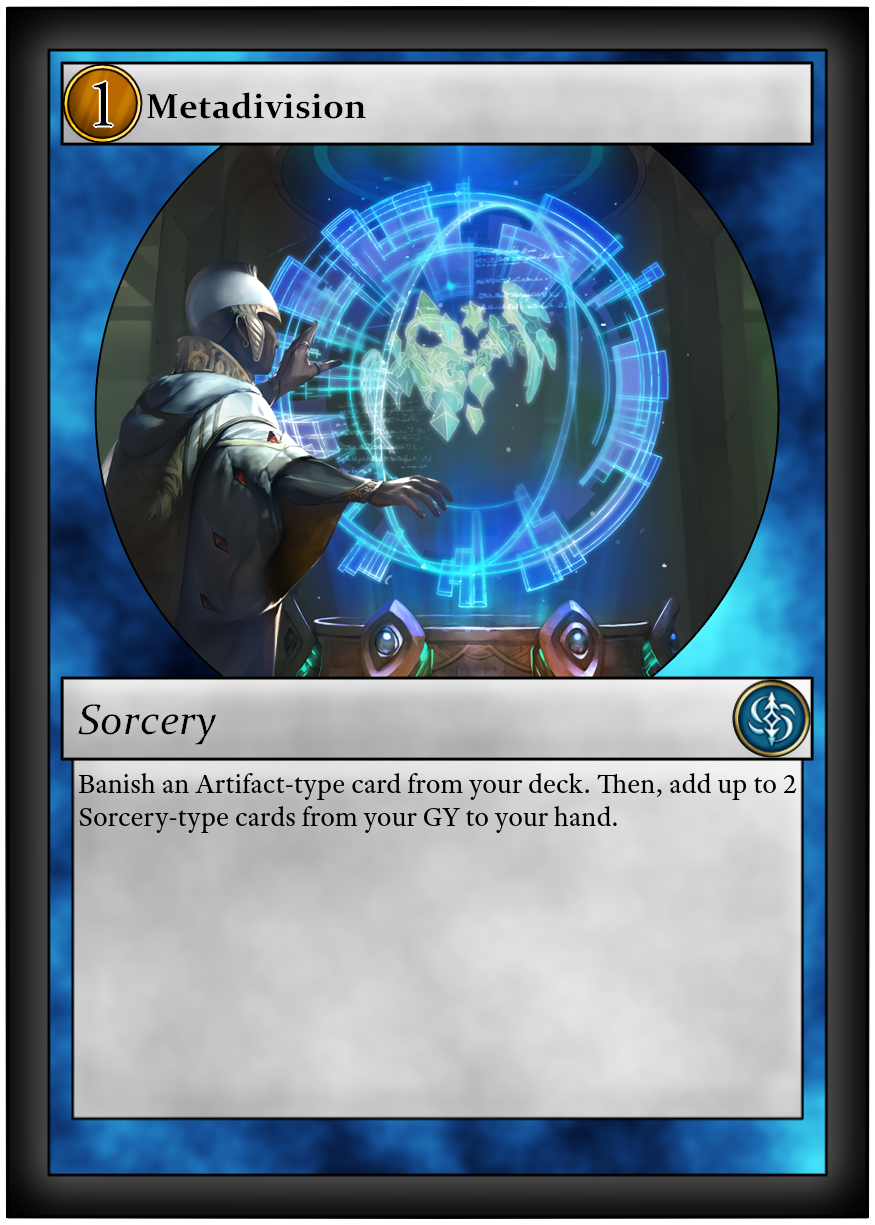 1 Metadivision
Sorcery
Banish an Artifact-type card from your deck. Then, add up to 2
Sorcery-type cards from your GY to your hand.